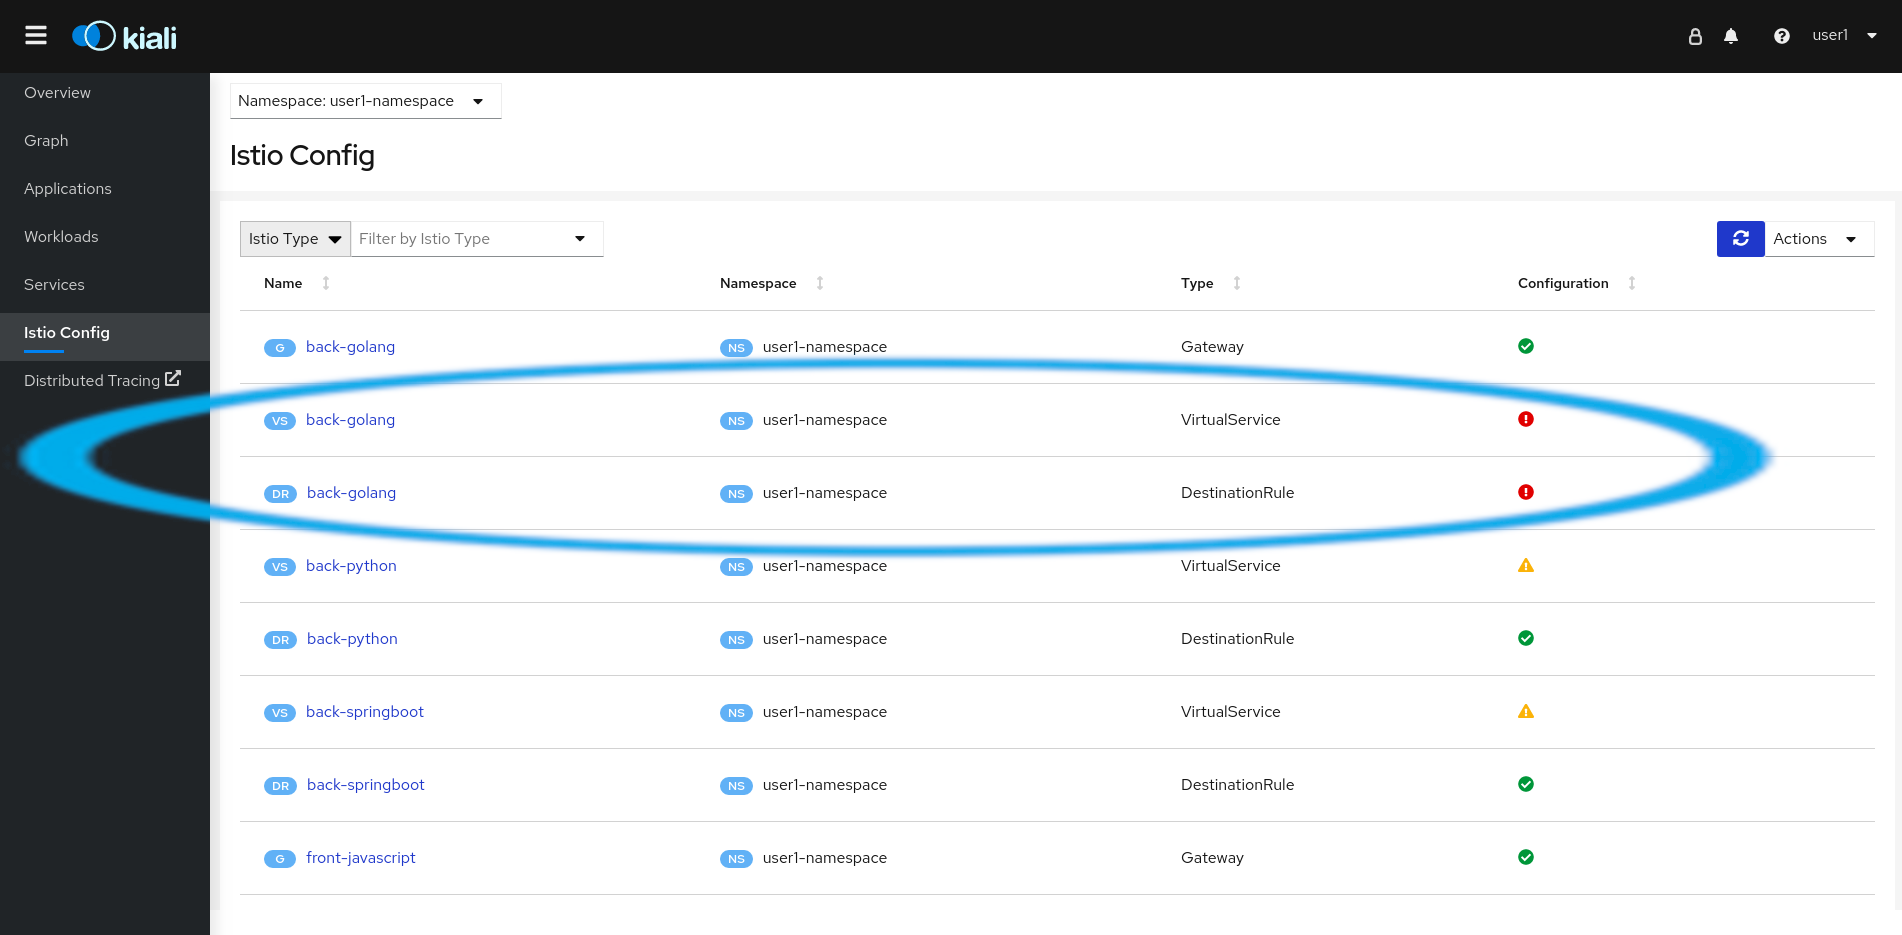 kiali
user1
Overview
Graph
Applications
Workloads
Services
Istio Config
Distributed Tracing
Namespace: user1-namespace
Istio Config
Istio Type Filter by Istio Type Actions
Name Namespace Type Configuration
G back-golang NS user1-namespace Gateway
VS back-golang NS user1-namespace VirtualService
DR back-golang NS user1-namespace DestinationRule
VS back-python NS user1-namespace VirtualService
DR back-python NS user1-namespace DestinationRule
VS back-springboot NS user1-namespace VirtualService
DR back-springboot NS user1-namespace DestinationRule
G front-javascript NS user1-namespace Gateway